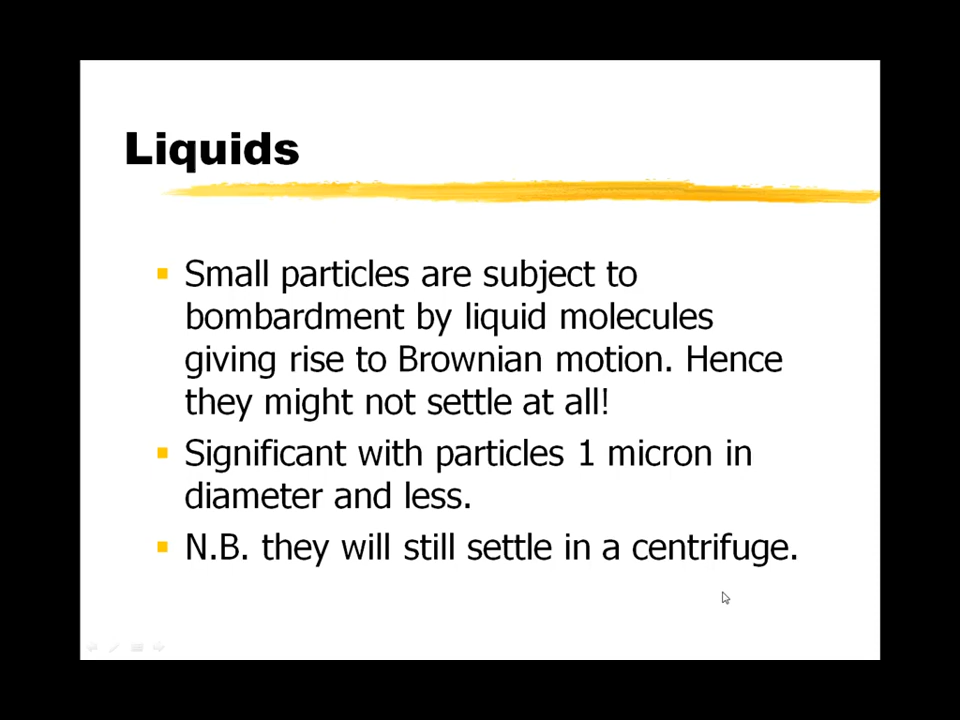 Liquids
Small particles are subject to
bombardment by liquid molecules
giving rise to Brownian motion. Hence
they might not settle at all!
Significant with particles 1 micron in
diameter and less.
N.B. they will still settle in a centrifuge.